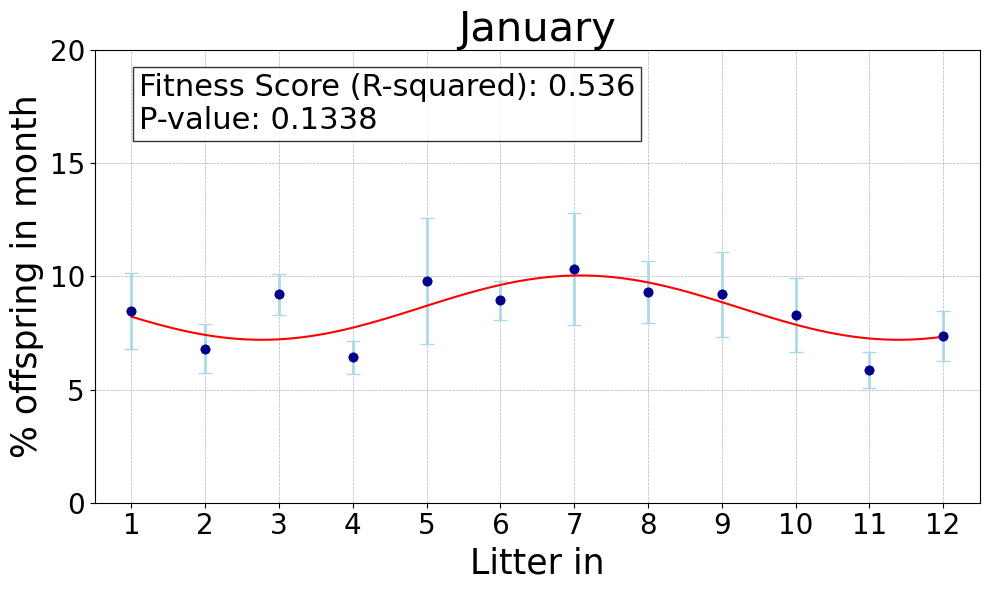 January
Fitness Score (R-squared): 0.536
P-value: 0.1338
% offspring in month
20
15
10
5
0
1 2 3 4 5 6 7 8 9 10 11 12
Litter in